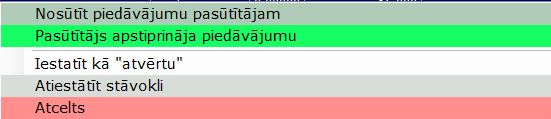 Nosūtīt piedāvājumu pasūtītājam
Pasūtītājs apstiprināja piedāvājumu
Iestatīt kā "atvērtu"
Atiestātīt stāvokli
Atcelts